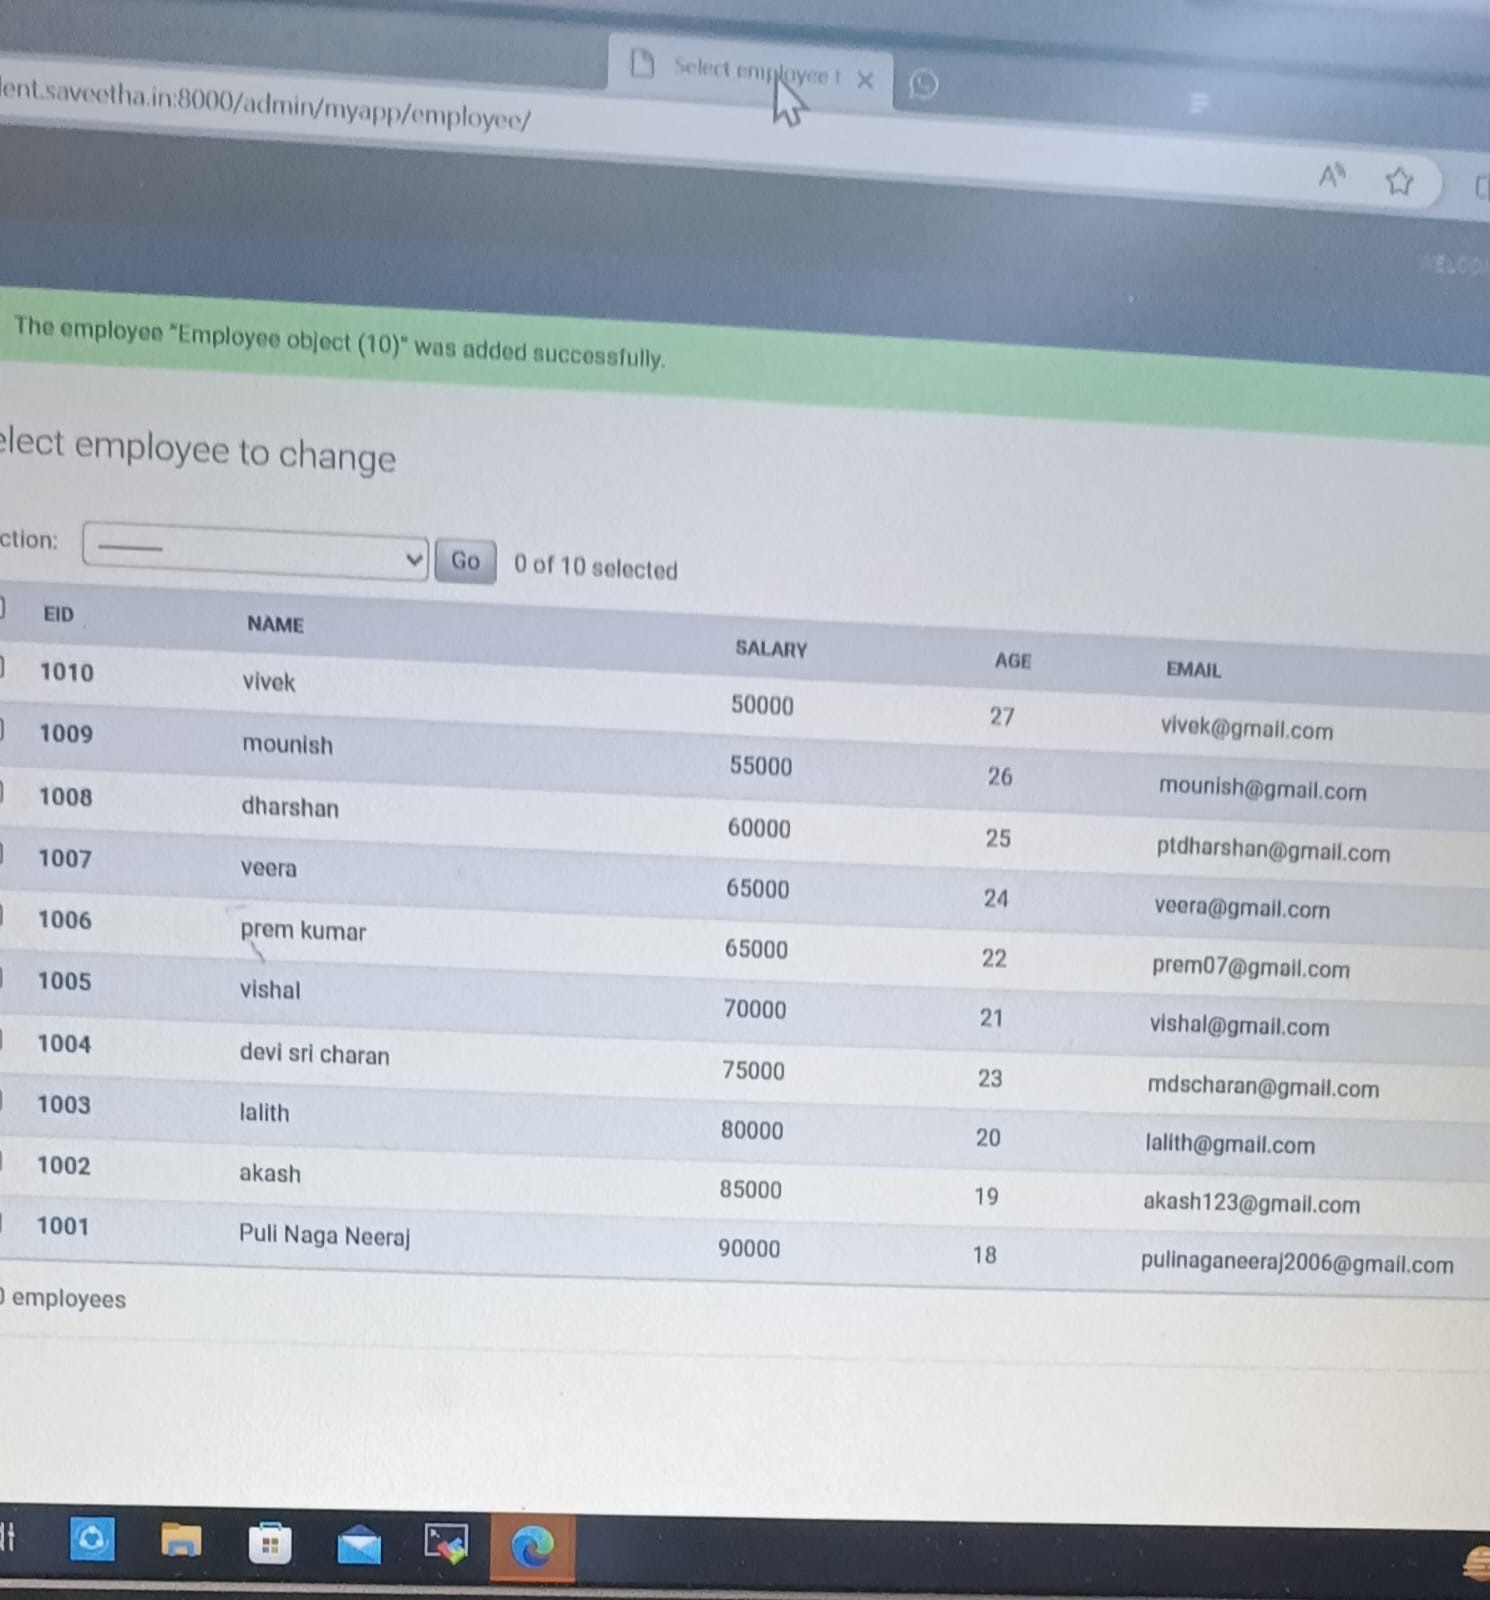 Select employee t
lent.saveetha.in:8000/admin/myapp/employee/
The employee "Employee object (10)" was added successfully.
elect employee to change
ction: Go 0 of 10 selected
EID NAME SALARY AGE EMAIL
1010 vivek 50000 27 vivek@gmail.com
1009 mounish 55000 26 mounish@gmail.com
1008 dharshan 60000 25 ptdharshan@gmail.com
1007 veera 65000 24 veera@gmail.com
1006 prem kumar 65000 22 prem07@gmail.com
1005 vishal 70000 21 vishal@gmail.com
1004 devi sri charan 75000 23 mdscharan@gmail.com
1003 lalith 80000 20 lalith@gmail.com
1002 akash 85000 19 akash123@gmail.com
1001 Puli Naga Neeraj 90000 18 pulinaganeeraj2006@gmail.com
employees